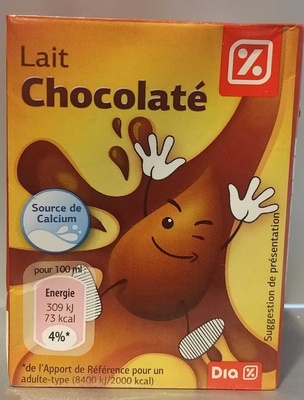 Lait
Chocolaté
Source de
Calcium
pour 100 ml :
Energie
309 kJ
73 kcal
4%*
*de l'Apport de Référence pour un
adulte-type (8400 kJ/2000 kcal)
Suggestion de présentation
Dia %